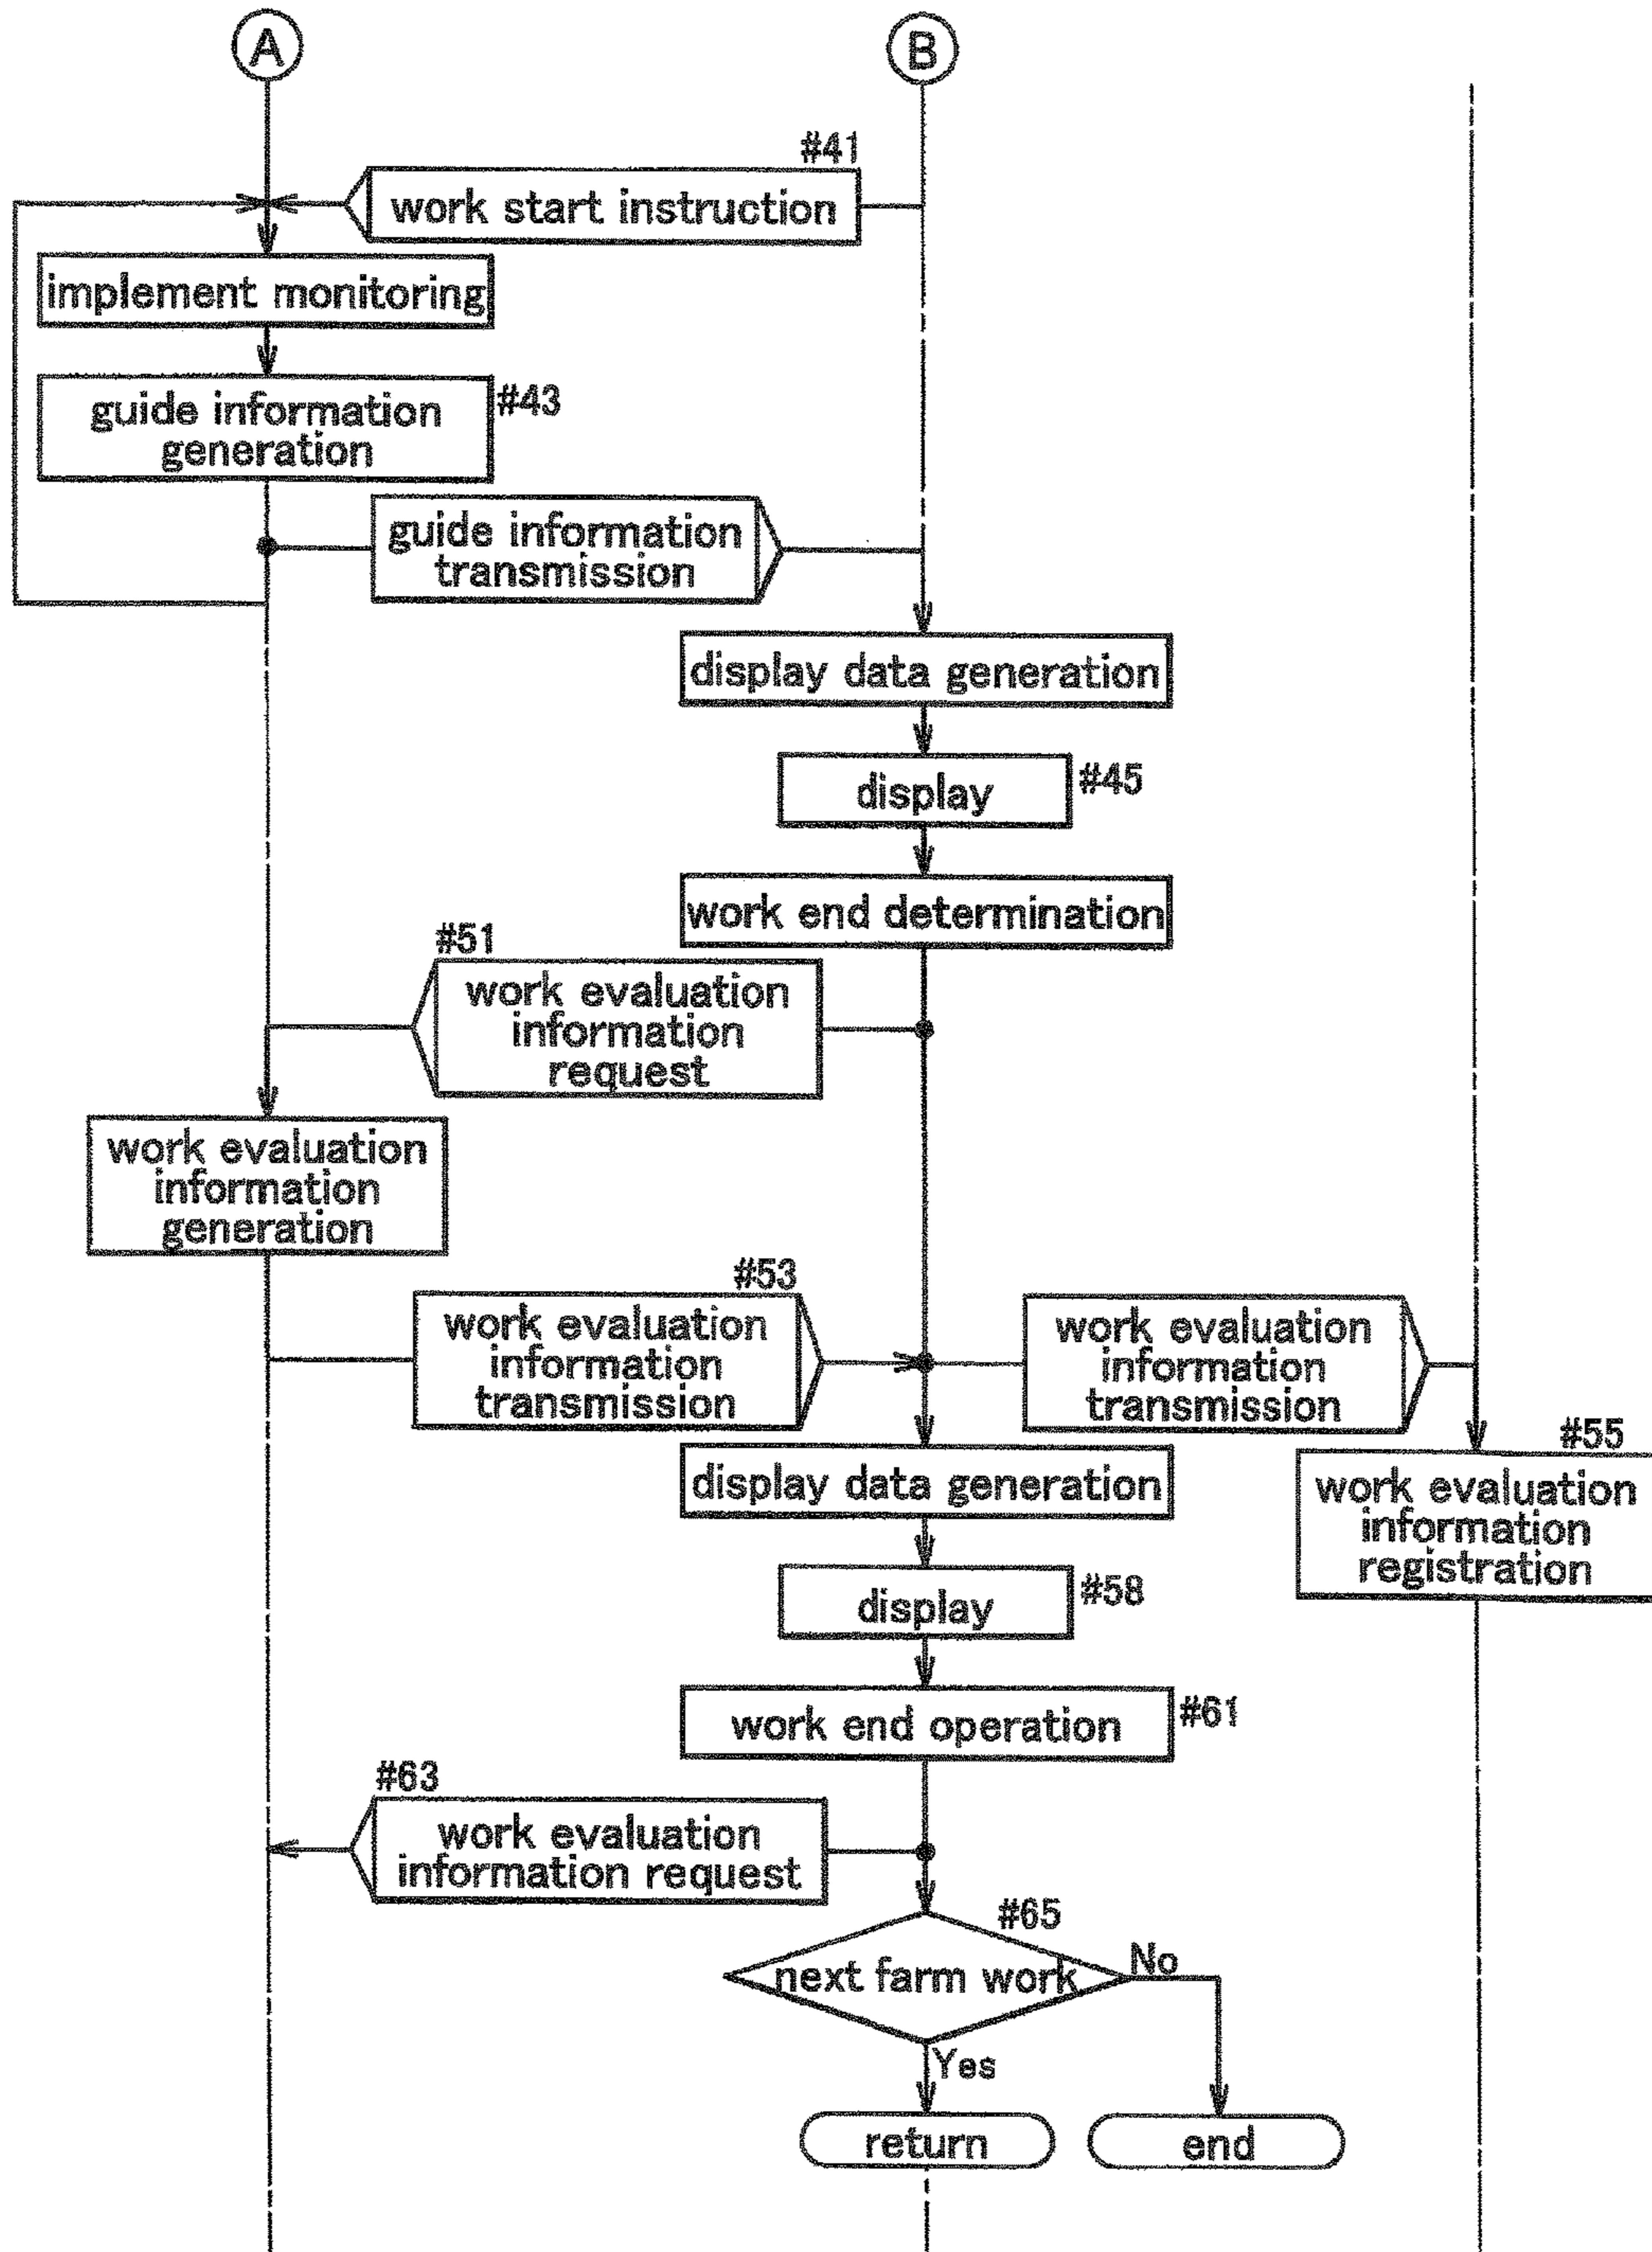 A
B
#41
work start instruction
implement monitoring
guide information
generation
#43
guide information
transmission
display data generation
display
#45
work end determination
#51
work evaluation
information
request
work evaluation
information
generation
#53
work evaluation
information
transmission
work evaluation
information
transmission
#55
work evaluation
information
registration
display data generation
display
#58
work end operation
#61
#63
work evaluation
information request
#65
next farm work
No
Yes
return
end